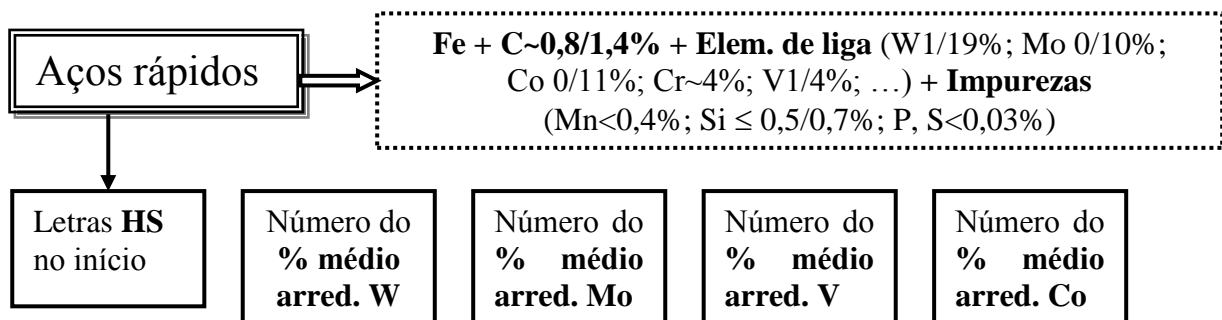 Aços rápidos
Fe + C~0,8/1,4% + Elem. de liga (W1/19%; Mo 0/10%;
Co 0/11%; Cr~4%; V1/4%; …) + Impurezas
(Mn<0,4%; Si ≤ 0,5/0,7%; P, S<0,03%)
Letras HS
no início
Número do
% médio
arred. W
Número do
% médio
arred. Mo
Número do
% médio
arred. V
Número do
% médio
arred. Co